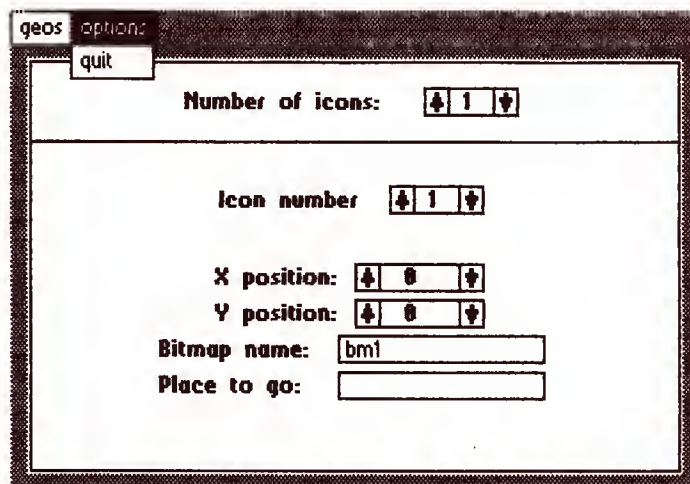 geos options
quit
Number of icons: 1
Icon number 1
X position: 0
Y position: 0
Bitmap name: bm1
Place to go: